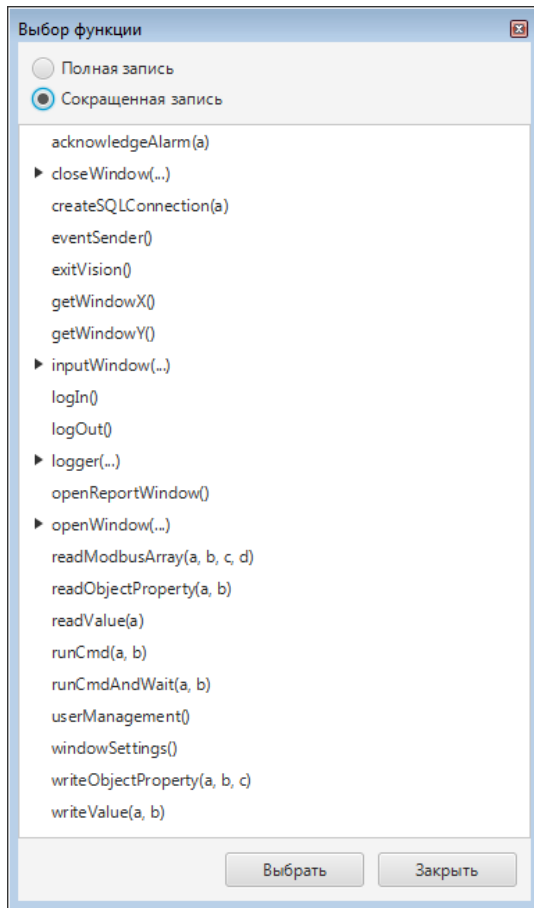 Выбор функции
Полная запись
Сокращенная запись
acknowledgeAlarm(a)
closeWindow(...)
createSQLConnection(a)
eventSender()
exitVision()
getWindowX()
getWindowY()
inputWindow(...)
logIn()
logOut()
logger(...)
openReportWindow()
openWindow(...)
readModbusArray(a, b, c, d)
readObjectProperty(a, b)
readValue(a)
runCmd(a, b)
runCmdAndWait(a, b)
userManagement()
windowSettings()
writeObjectProperty(a, b, c)
writeValue(a, b)
Выбрать Закрыть